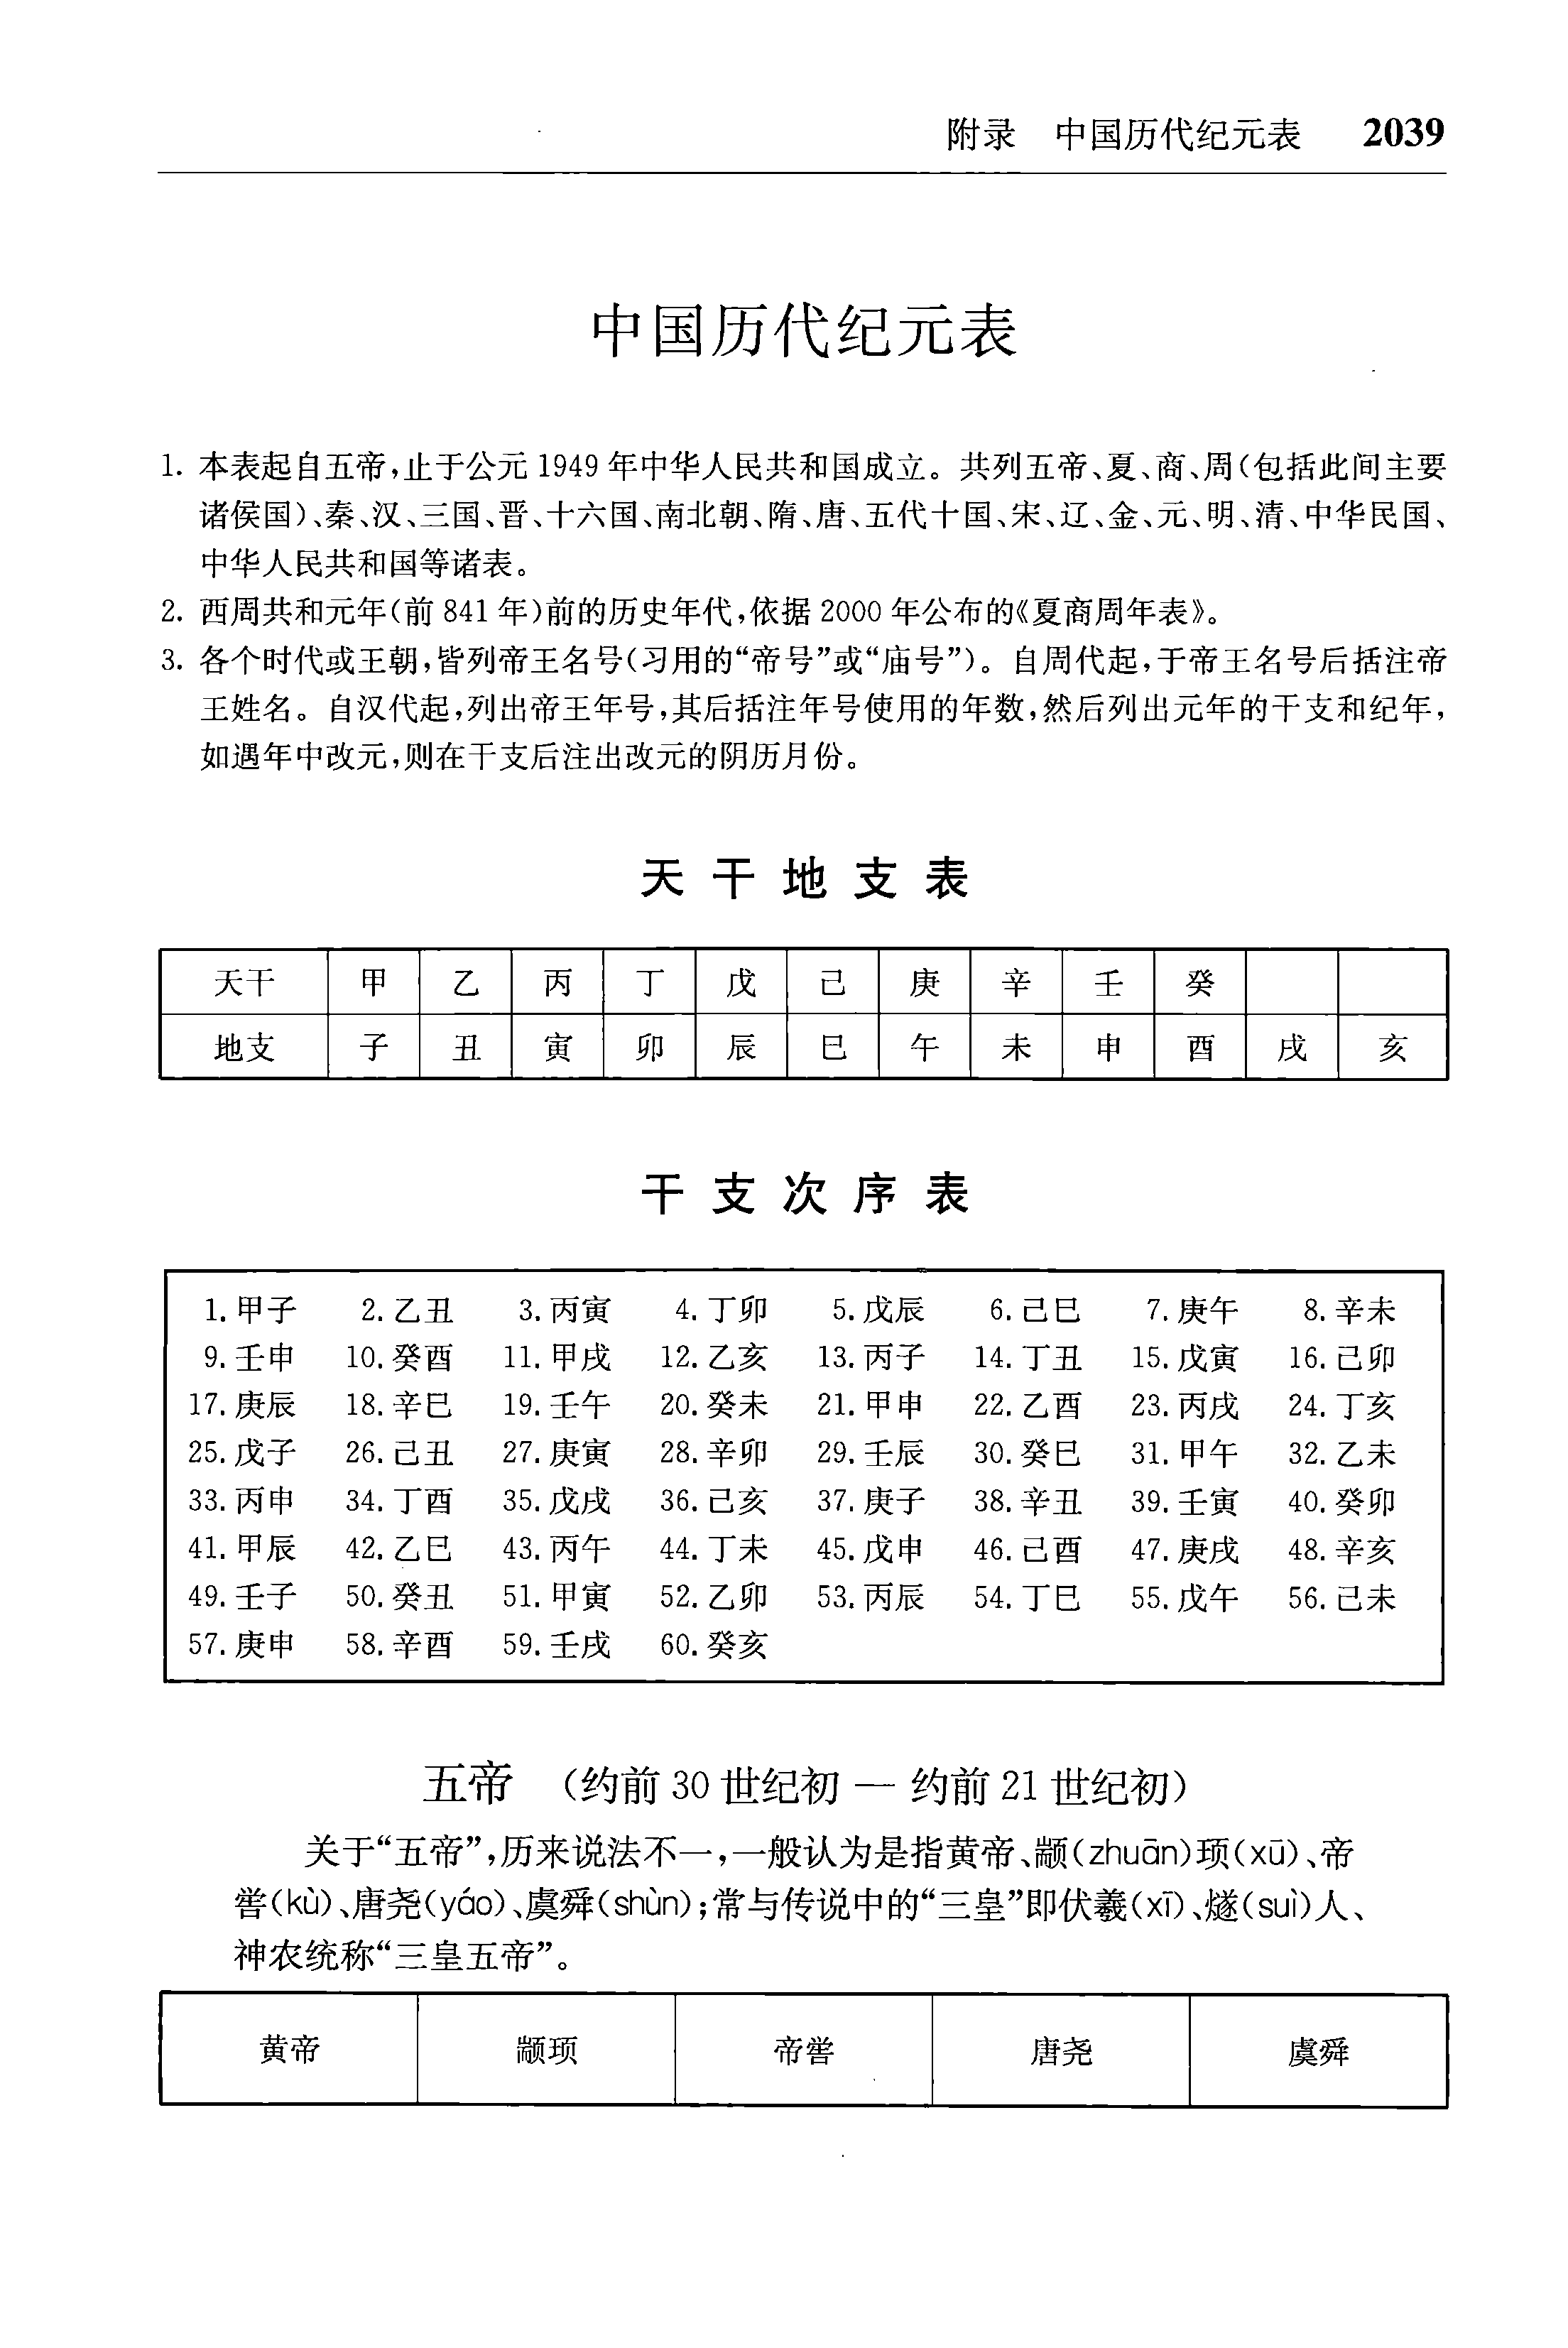 附录 中国历代纪元表 2039
中国历代纪元表
1. 本表起自五帝,止于公元1949年中华人民共和国成立。共列五帝、夏、商、周(包括此间主要
诸侯国)、秦、汉、三国、晋、十六国、南北朝、隋、唐、五代十国、宋、辽、金、元、明、清、中华民国、
中华人民共和国等诸表。
2. 西周共和元年(前841年)前的历史年代,依据2000年公布的《夏商周年表》。
3. 各个时代或王朝,皆列帝王名号(习用的“帝号”或“庙号”)。自周代起,于帝王名号后括注帝
王姓名。自汉代起,列出帝王年号,其后括注年号使用的年数,然后列出元年的干支和纪年,
如遇年中改元,则在干支后注出改元的阴历月份。
天干地支表
天干 甲 乙 丙 丁 戊 己 庚 辛 壬 癸
地支 子 丑 寅 卯 辰 巳 午 未 申 酉 戌 亥
干支次序表
1. 甲子 2. 乙丑 3. 丙寅 4. 丁卯 5. 戊辰 6. 己巳 7. 庚午 8. 辛未
9. 壬申 10. 癸酉 11. 甲戌 12. 乙亥 13. 丙子 14. 丁丑 15. 戊寅 16. 己卯
17. 庚辰 18. 辛巳 19. 壬午 20. 癸未 21. 甲申 22. 乙酉 23. 丙戌 24. 丁亥
25. 戊子 26. 己丑 27. 庚寅 28. 辛卯 29. 壬辰 30. 癸巳 31. 甲午 32. 乙未
33. 丙申 34. 丁酉 35. 戊戌 36. 己亥 37. 庚子 38. 辛丑 39. 壬寅 40. 癸卯
41. 甲辰 42. 乙巳 43. 丙午 44. 丁未 45. 戊申 46. 己酉 47. 庚戌 48. 辛亥
49. 壬子 50. 癸丑 51. 甲寅 52. 乙卯 53. 丙辰 54. 丁巳 55. 戊午 56. 己未
57. 庚申 58. 辛酉 59. 壬戌 60. 癸亥
五帝 (约前30世纪初 — 约前21世纪初)
关于“五帝”,历来说法不一,一般认为是指黄帝、颛(zhuān)顼(xū)、帝
喾(kù)、唐尧(yáo)、虞舜(shùn);常与传说中的“三皇”即伏羲(xī)、燧(suì)人、
神农统称“三皇五帝”。
黄帝 颛顼 帝喾 唐尧 虞舜